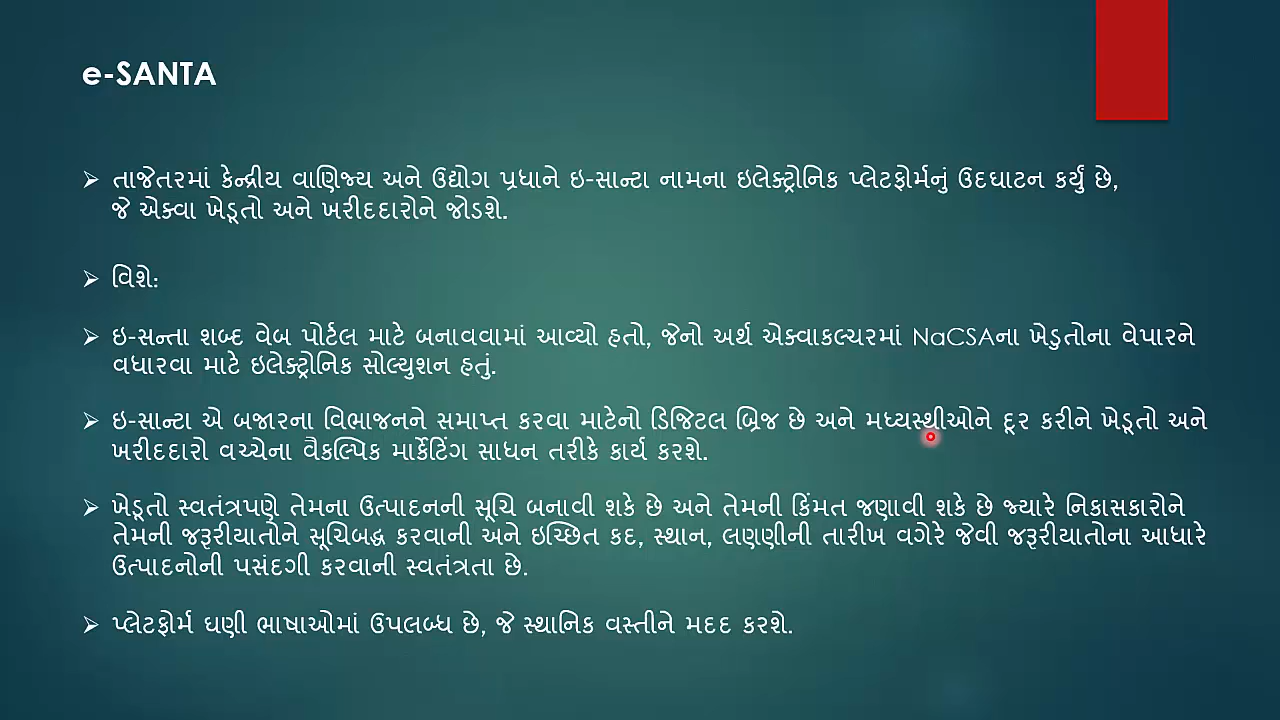 e-SANTA
➢ તાજેતરમાં કેન્દ્રીય વાણિજ્ય અને ઉદ્યોગ પ્રધાને ઇ-સાન્ટા નામના ઇલેક્ટ્રોનિક પ્લેટફોર્મનું ઉદઘાટન કર્યું છે,
જે એક્વા ખેડૂતો અને ખરીદદારોને જોડશે.
➢ વિશે:
➢ ઇ-સન્તા શબ્દ વેબ પોર્ટલ માટે બનાવવામાં આવ્યો હતો, જેનો અર્થ એક્વાકલ્ચરમાં NaCSAના ખેડુતોના વેપારને
વધારવા માટે ઇલેક્ટ્રોનિક સોલ્યુશન હતું.
➢ ઇ-સાન્ટા એ બજારના વિભાજનને સમાપ્ત કરવા માટેનો ડિજિટલ બ્રિજ છે અને મધ્યસ્થીઓને દૂર કરીને ખેડૂતો અને
ખરીદદારો વચ્ચેના વૈકલ્પિક માર્કેટિંગ સાધન તરીકે કાર્ય કરશે.
➢ ખેડૂતો સ્વતંત્રપણે તેમના ઉત્પાદનની સૂચિ બનાવી શકે છે અને તેમની કિંમત જણાવી શકે છે જ્યારે નિકાસકારોને
તેમની જરૂરીયાતોને સૂચિબદ્ધ કરવાની અને ઇચ્છિત કદ, સ્થાન, લણણીની તારીખ વગેરે જેવી જરૂરીયાતોના આધારે
ઉત્પાદનોની પસંદગી કરવાની સ્વતંત્રતા છે.
➢ પ્લેટફોર્મ ઘણી ભાષાઓમાં ઉપલબ્ધ છે, જે સ્થાનિક વસ્તીને મદદ કરશે.